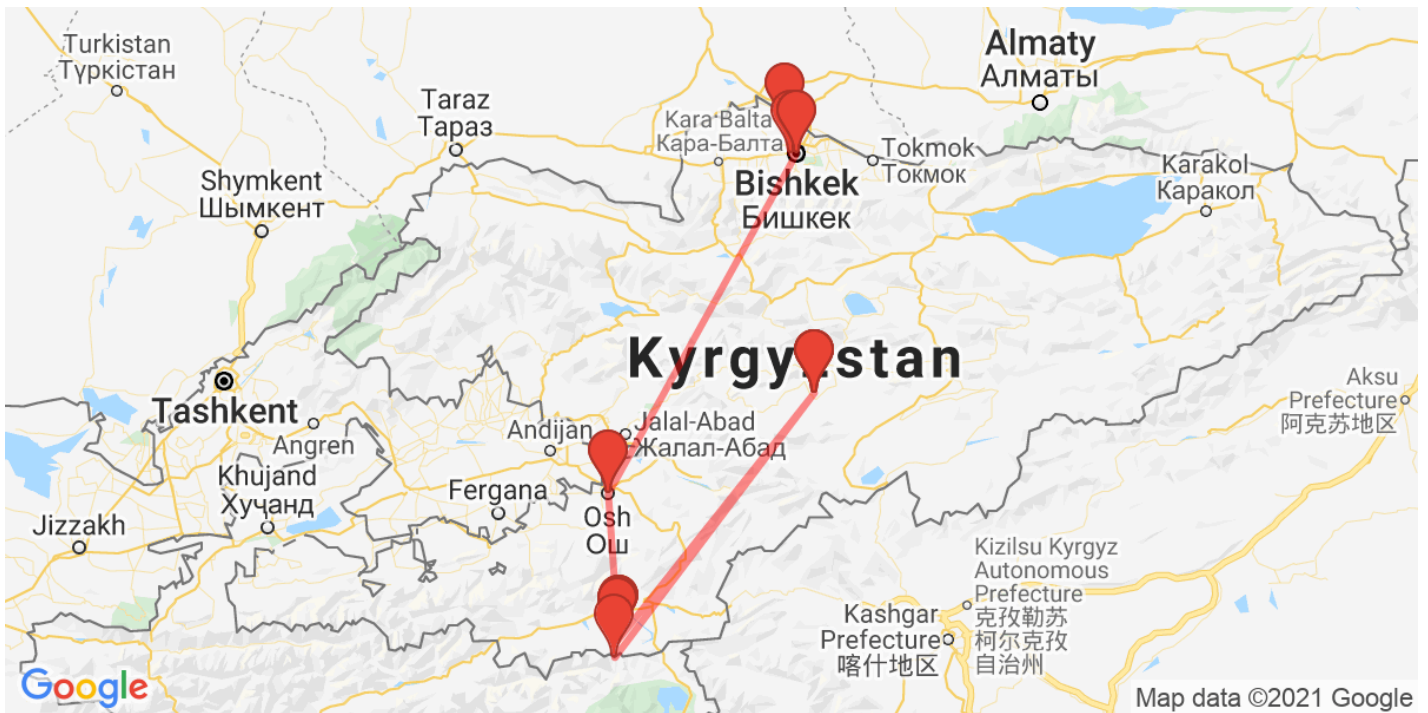 Turkistan
Түркістан
Almaty
Алматы
Taraz
Тараз
Kara Balta
Кара-Балта
Tokmok
Токмок
Karakol
Каракол
Shymkent
Шымкент
Bishkek
Бишкек
Kyrgyzstan
Tashkent
Angren
Andijan
Jalal-Abad
Жалал-Абад
Aksu
Prefecture
阿克苏地区
Khujand
Хуҷанд
Fergana
Osh
Ош
Jizzakh
Kizilsu Kyrgyz
Autonomous
Prefecture
克孜勒苏
柯尔克孜
自治州
Kashgar
Prefecture
喀什地区
Google
Map data ©2021 Google